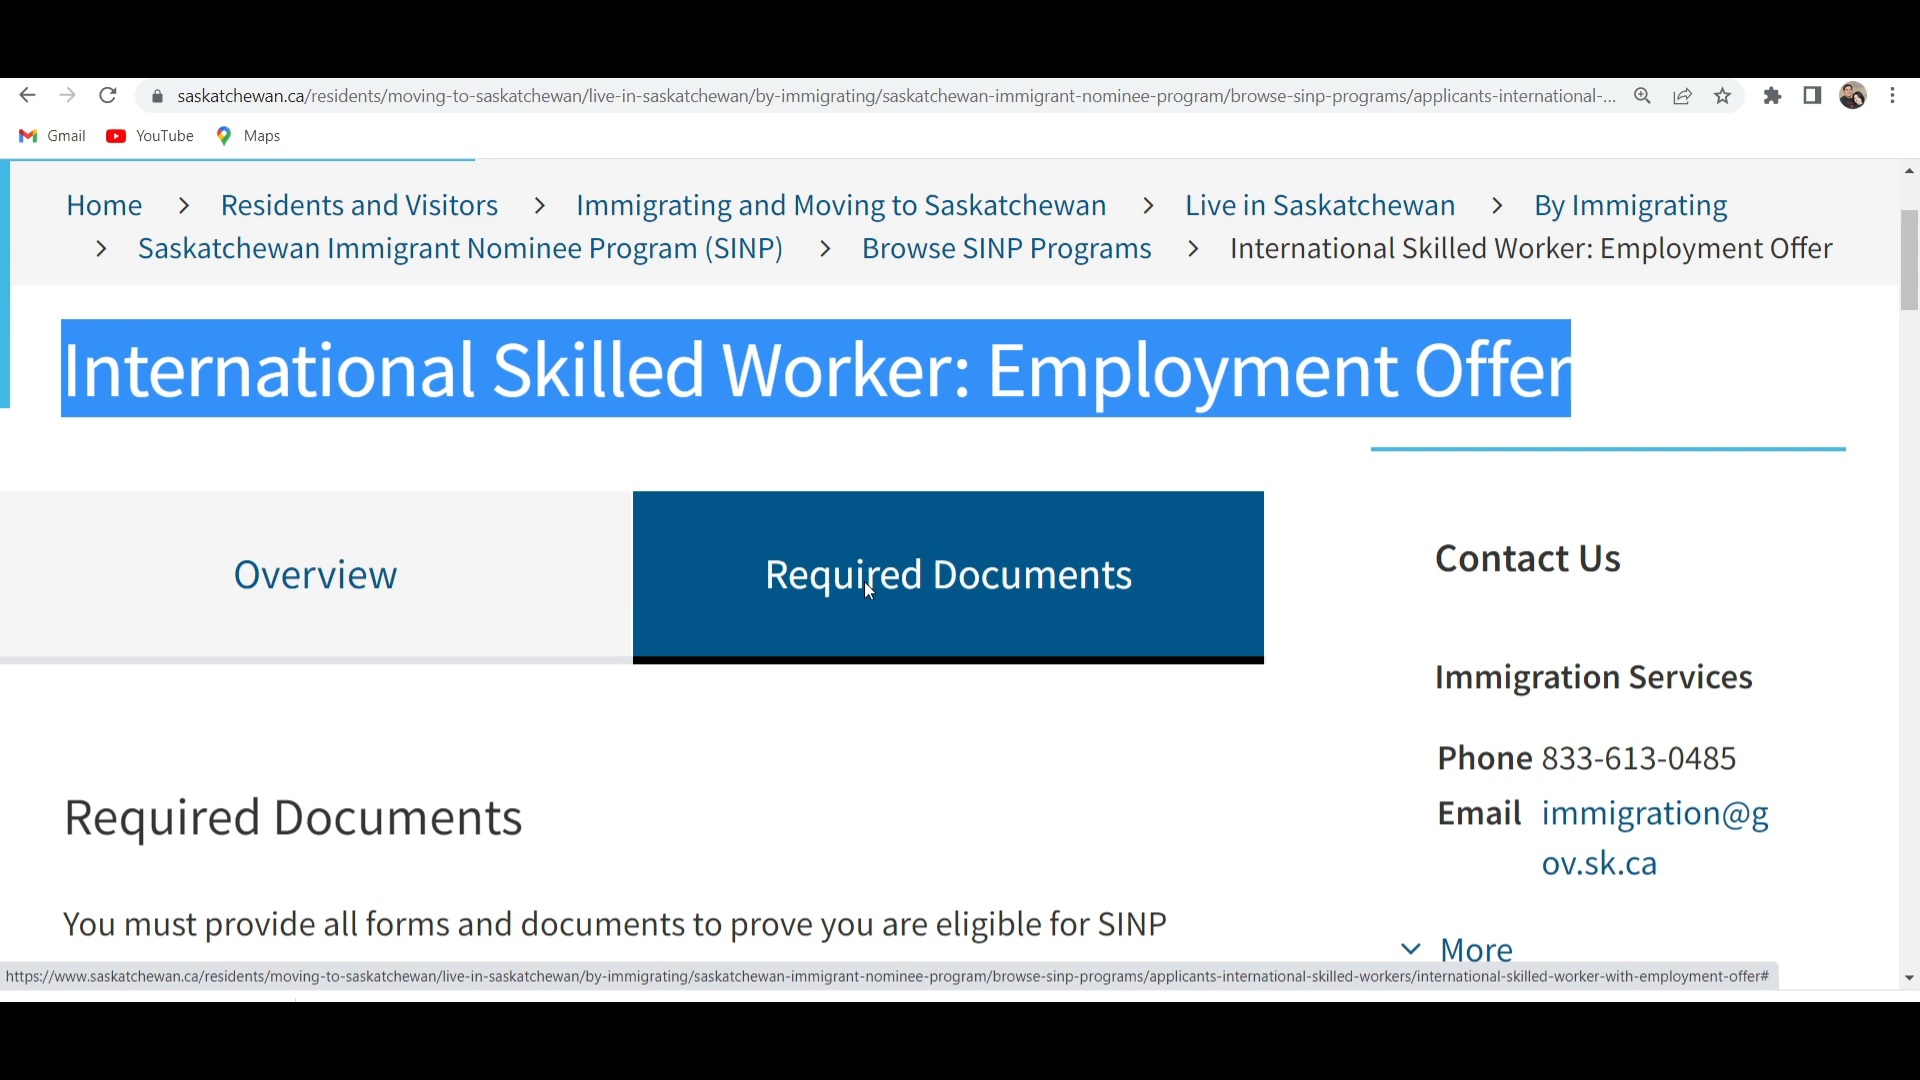 saskatchewan.ca/residents/moving-to-saskatchewan/live-in-saskatchewan/by-immigrating/saskatchewan-immigrant-nominee-program/browse-sinp-programs/applicants-international-...
Gmail YouTube Maps
Home > Residents and Visitors > Immigrating and Moving to Saskatchewan > Live in Saskatchewan > By Immigrating
> Saskatchewan Immigrant Nominee Program (SINP) > Browse SINP Programs > International Skilled Worker: Employment Offer
International Skilled Worker: Employment Offer
Overview
Required Documents
Contact Us
Immigration Services
Phone 833-613-0485
Email immigration@g
ov.sk.ca
More
Required Documents
You must provide all forms and documents to prove you are eligible for SINP
https://www.saskatchewan.ca/residents/moving-to-saskatchewan/live-in-saskatchewan/by-immigrating/saskatchewan-immigrant-nominee-program/browse-sinp-programs/applicants-international-skilled-workers/international-skilled-worker-with-employment-offer#